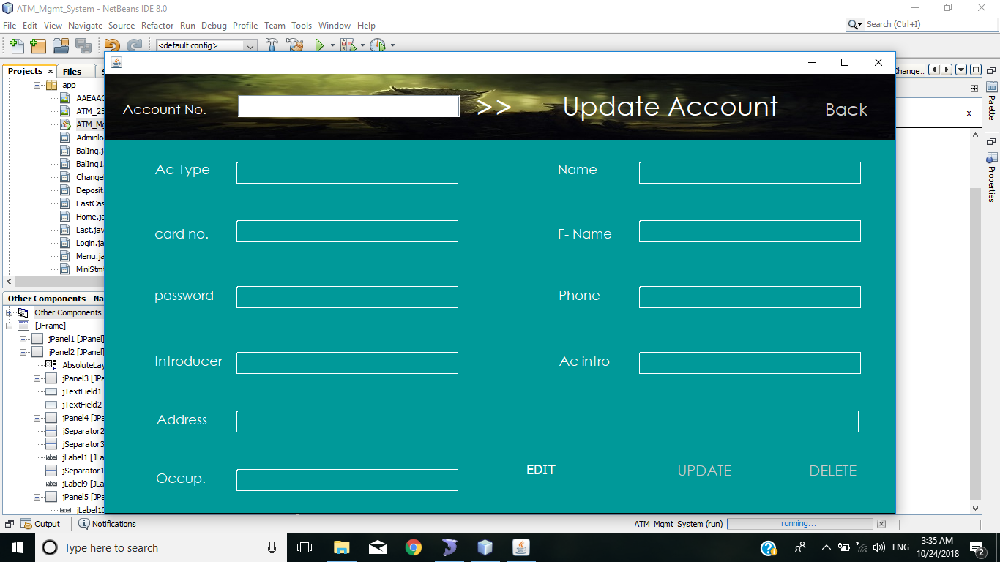 ATM_Mgmt_System - NetBeans IDE 8.0
File Edit View Navigate Source Refactor Run Debug Profile Team Tools Window Help
Search (Ctrl+I)
<default config>
Projects x Files
Change..
app
AAEAAQ
ATM_25
ATM_Mg
Adminlo
BalInq.j
BalInq1
Change
Deposit
FastCas
Home.ja
Last.jav
Login.ja
Menu.ja
MiniStm
Account No.
>>
Update Account
Back
Ac-Type
Name
card no.
F- Name
password
Phone
Introducer
Ac intro
Address
Occup.
EDIT
UPDATE
DELETE
Palette
Properties
x
Other Components - Na
Other Components
[JFrame]
jPanel1 [JPanel]
jPanel2 [JPanel]
AbsoluteLay
jPanel3 [JPa
jTextField1
jTextField2
jPanel4 [JPa
jSeparator2
jSeparator3
label jLabel1 [JLa
jSeparator1
label jLabel9 [JLa
jPanel5 [JPa
label jLabel10
Output
Notifications
ATM_Mgmt_System (run)
running...
Type here to search
ENG
3:35 AM
10/24/2018
2